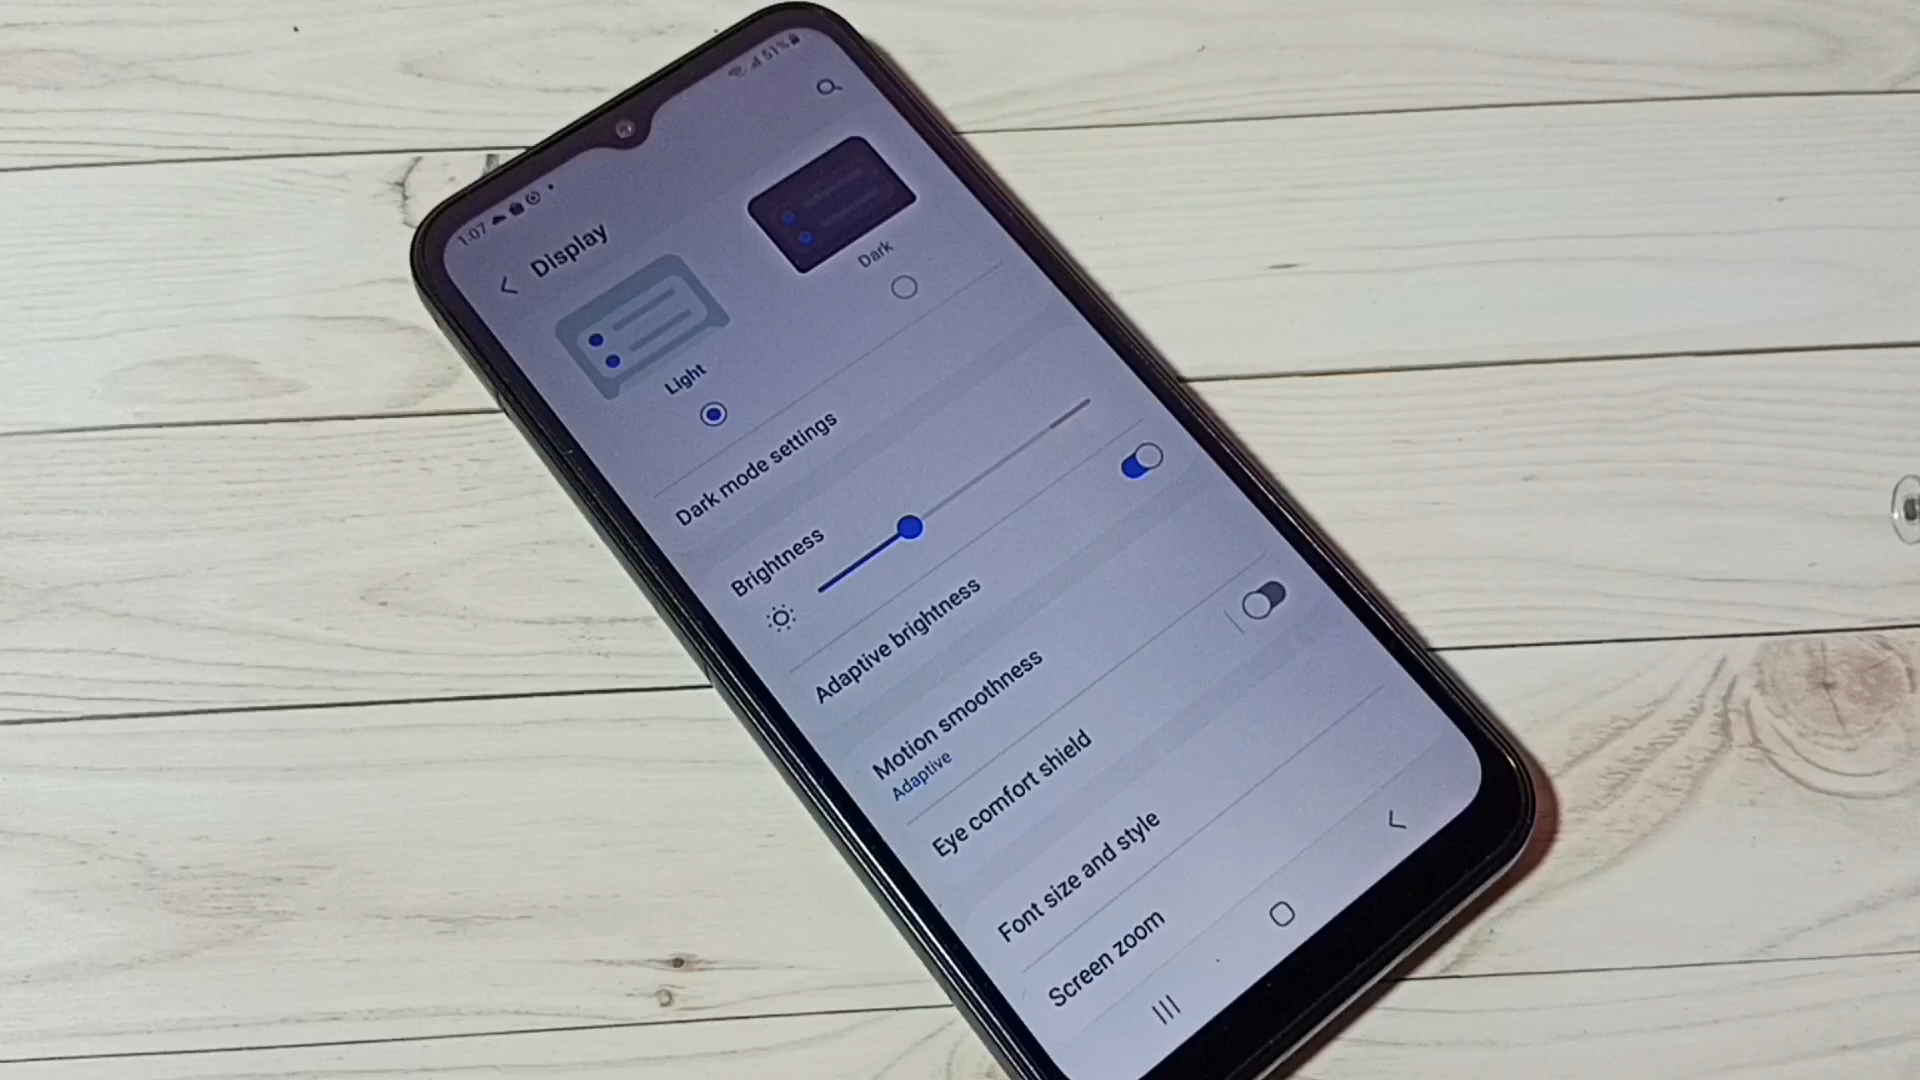 1:07
51%
Display
Light
Dark
Dark mode settings
Brightness
Adaptive brightness
Motion smoothness
Adaptive
Eye comfort shield
Font size and style
Screen zoom